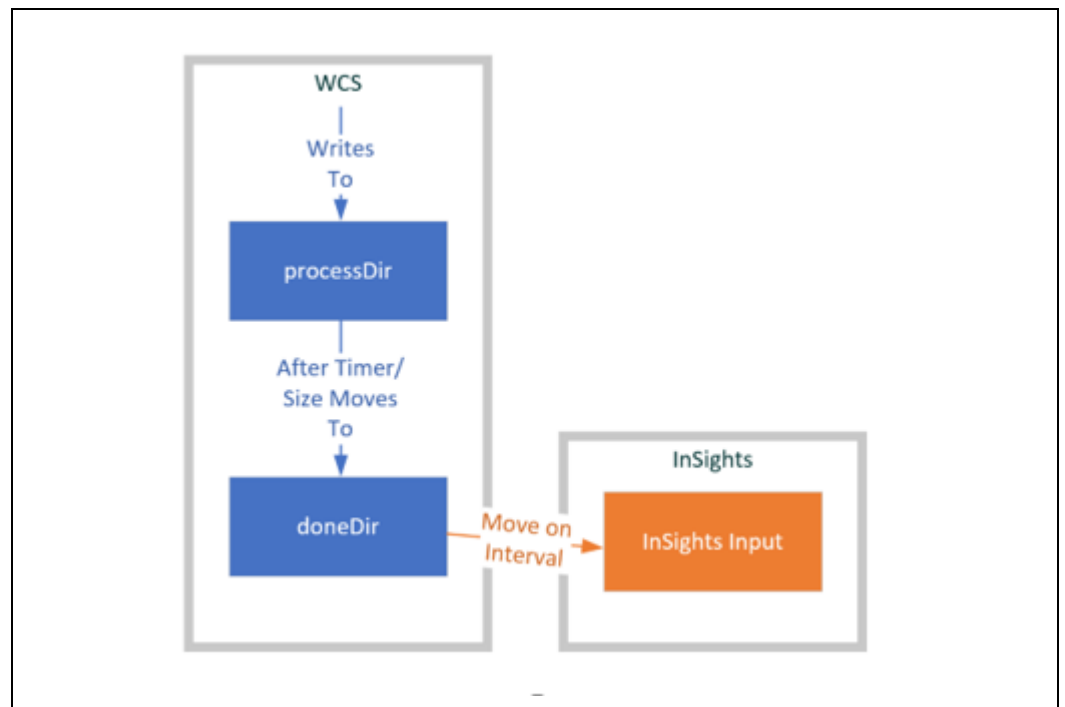 WCS
Writes
To
processDir
After Timer/
Size Moves
To
doneDir
Move on
Interval
InSights
InSights Input